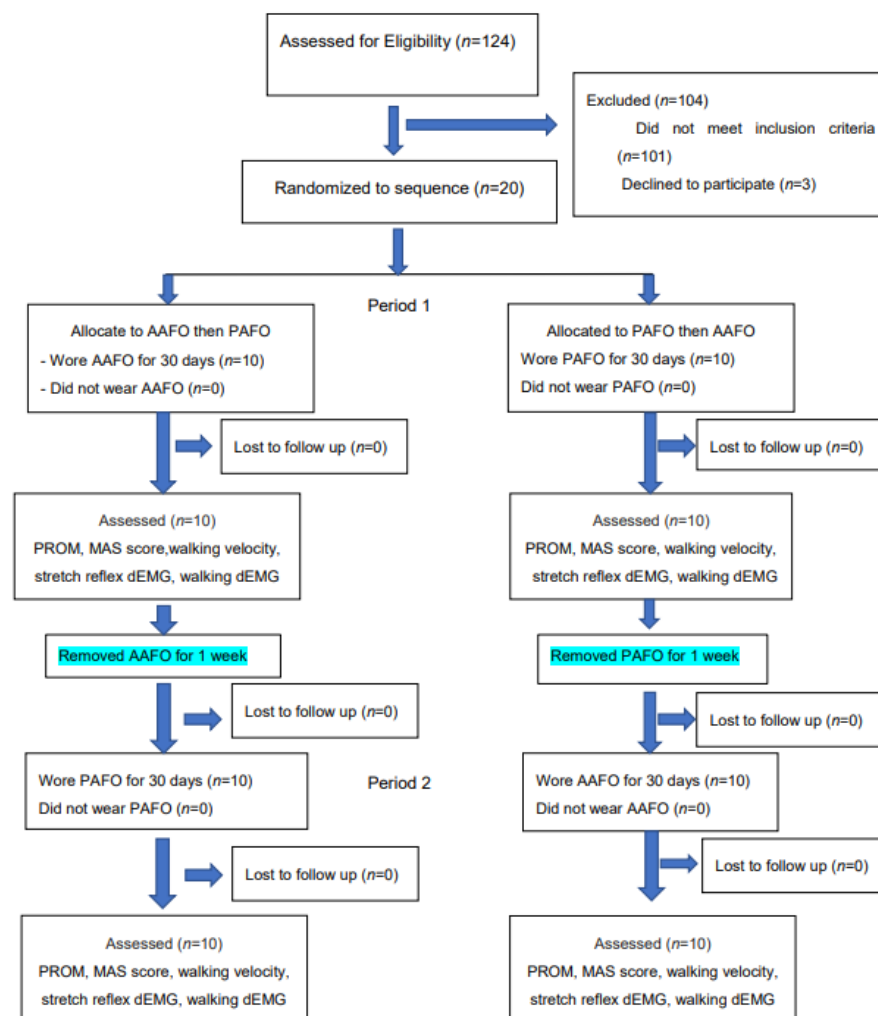 Assessed for Eligibility (n=124)
Excluded (n=104)
Did not meet inclusion criteria
(n=101)
Declined to participate (n=3)
Randomized to sequence (n=20)
Period 1
Allocate to AAFO then PAFO
- Wore AAFO for 30 days (n=10)
- Did not wear AAFO (n=0)
Allocated to PAFO then AAFO
Wore PAFO for 30 days (n=10)
Did not wear PAFO (n=0)
Lost to follow up (n=0)
Lost to follow up (n=0)
Assessed (n=10)
PROM, MAS score,walking velocity,
stretch reflex dEMG, walking dEMG
Assessed (n=10)
PROM, MAS score, walking velocity,
stretch reflex dEMG, walking dEMG
Removed AAFO for 1 week
Removed PAFO for 1 week
Lost to follow up (n=0)
Lost to follow up (n=0)
Wore PAFO for 30 days (n=10)
Did not wear PAFO (n=0)
Period 2
Wore AAFO for 30 days (n=10)
Did not wear AAFO (n=0)
Lost to follow up (n=0)
Lost to follow up (n=0)
Assessed (n=10)
PROM, MAS score, walking velocity,
stretch reflex dEMG, walking dEMG
Assessed (n=10)
PROM, MAS score, walking velocity,
stretch reflex dEMG, walking dEMG